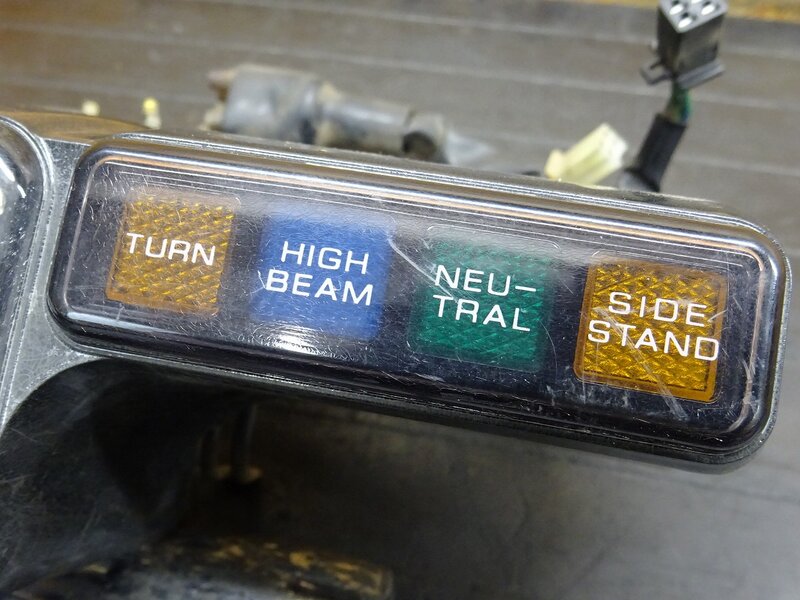 TURN
HIGH
BEAM
NEU-
TRAL
SIDE
STAND